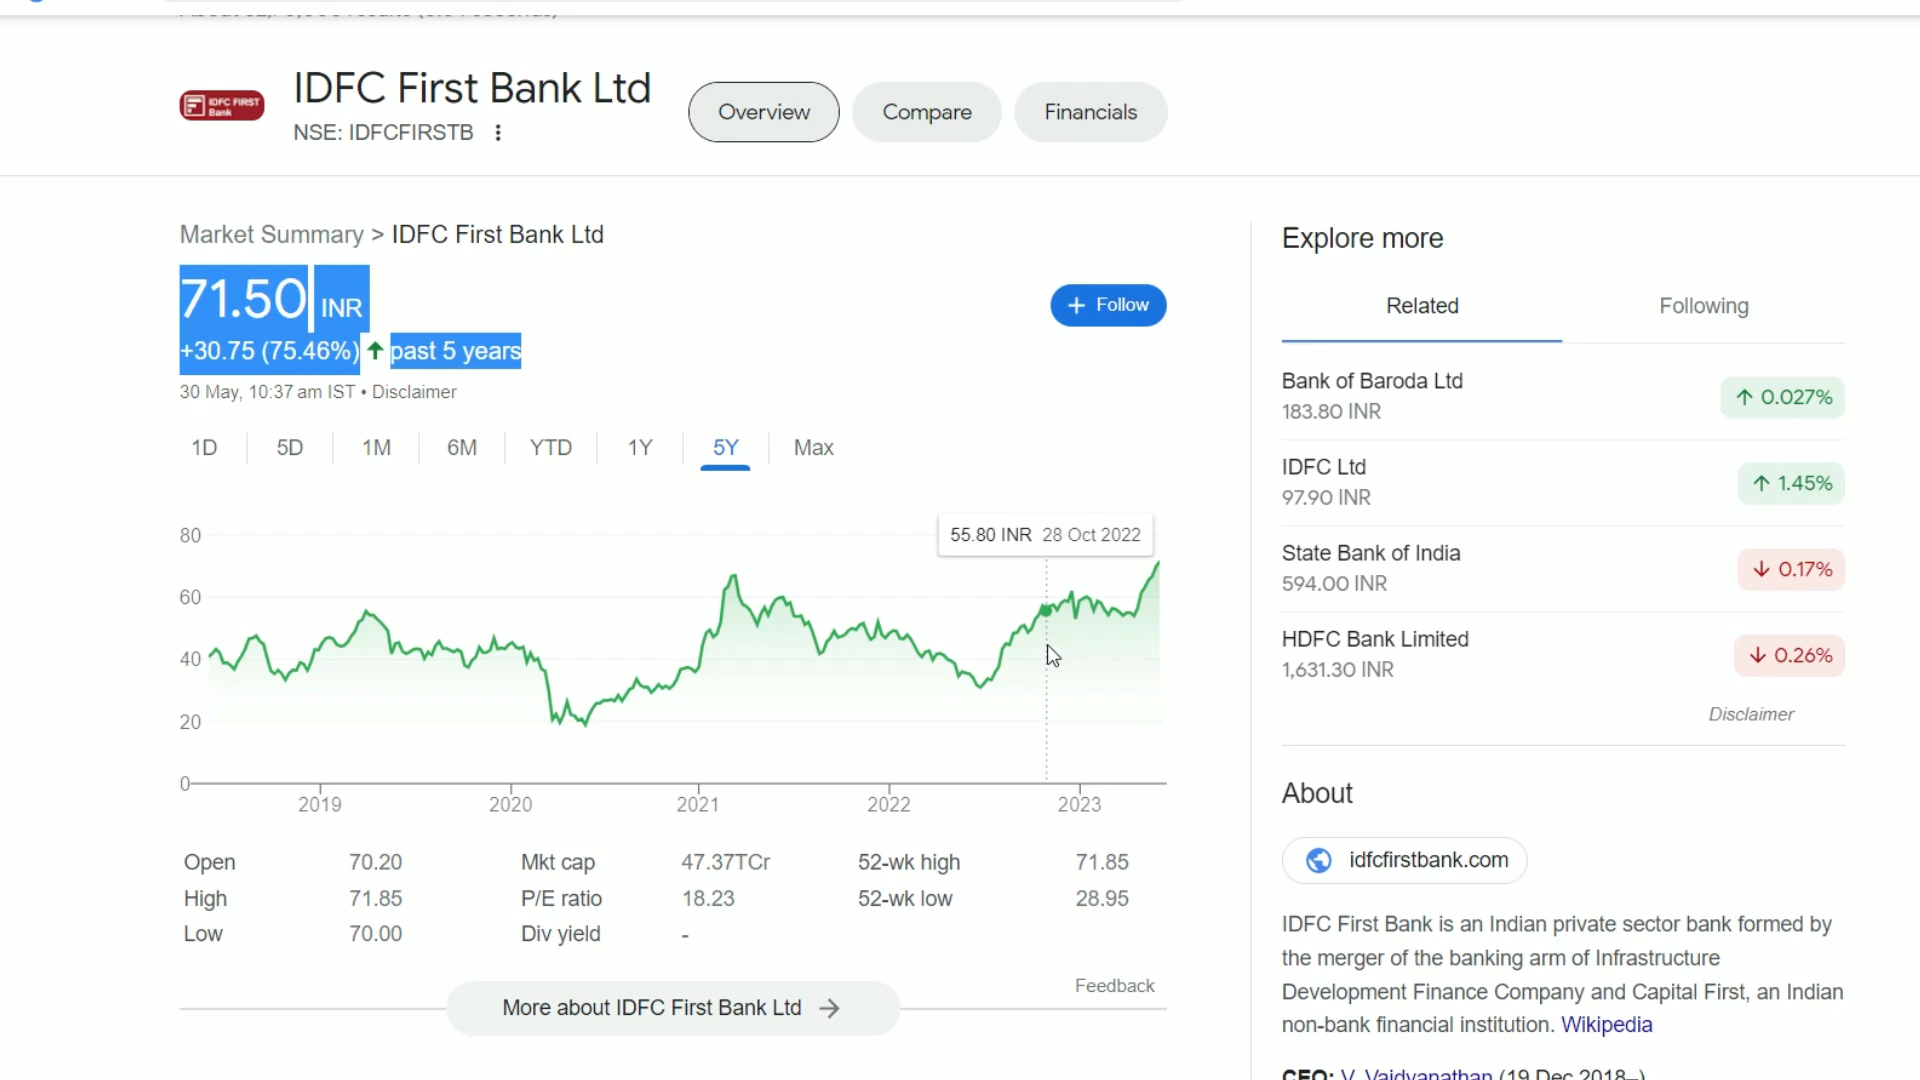 IDFC FIRST
Bank
IDFC First Bank Ltd
NSE: IDFCFIRSTB
Overview
Compare
Financials
Market Summary > IDFC First Bank Ltd
71.50 INR
+30.75 (75.46%) ↑ past 5 years
30 May, 10:37 am IST • Disclaimer
+ Follow
1D 5D 1M 6M YTD 1Y 5Y Max
55.80 INR 28 Oct 2022
80
60
40
20
0
2019 2020 2021 2022 2023
Open 70.20 Mkt cap 47.37TCr 52-wk high 71.85
High 71.85 P/E ratio 18.23 52-wk low 28.95
Low 70.00 Div yield -
Feedback
More about IDFC First Bank Ltd →
Explore more
Related Following
Bank of Baroda Ltd
183.80 INR
↑ 0.027%
IDFC Ltd
97.90 INR
↑ 1.45%
State Bank of India
594.00 INR
↓ 0.17%
HDFC Bank Limited
1,631.30 INR
↓ 0.26%
Disclaimer
About
idfcfirstbank.com
IDFC First Bank is an Indian private sector bank formed by
the merger of the banking arm of Infrastructure
Development Finance Company and Capital First, an Indian
non-bank financial institution. Wikipedia
CEO: V. Vaidyanathan (19 Dec 2018–)